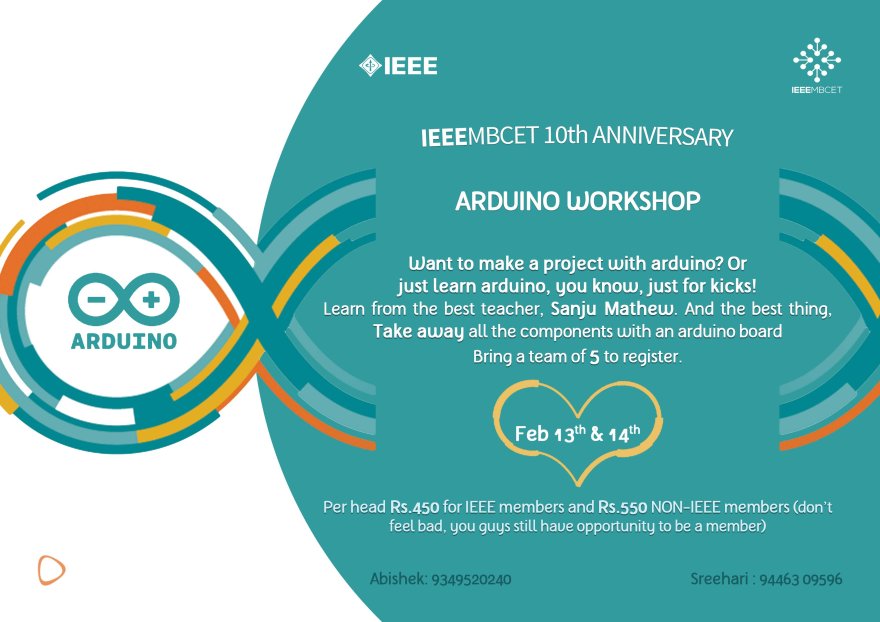 IEEE
IEEEMBCET
IEEEMBCET 10th ANNIVERSARY
ARDUINO WORKSHOP
Want to make a project with arduino? Or
just learn arduino, you know, just for kicks!
Learn from the best teacher, Sanju Mathew. And the best thing,
Take away all the components with an arduino board
Bring a team of 5 to register.
ARDUINO
Feb 13th & 14th
Per head Rs.450 for IEEE members and Rs.550 NON-IEEE members (don't
feel bad, you guys still have opportunity to be a member)
Abishek: 9349520240
Sreehari : 94463 09596